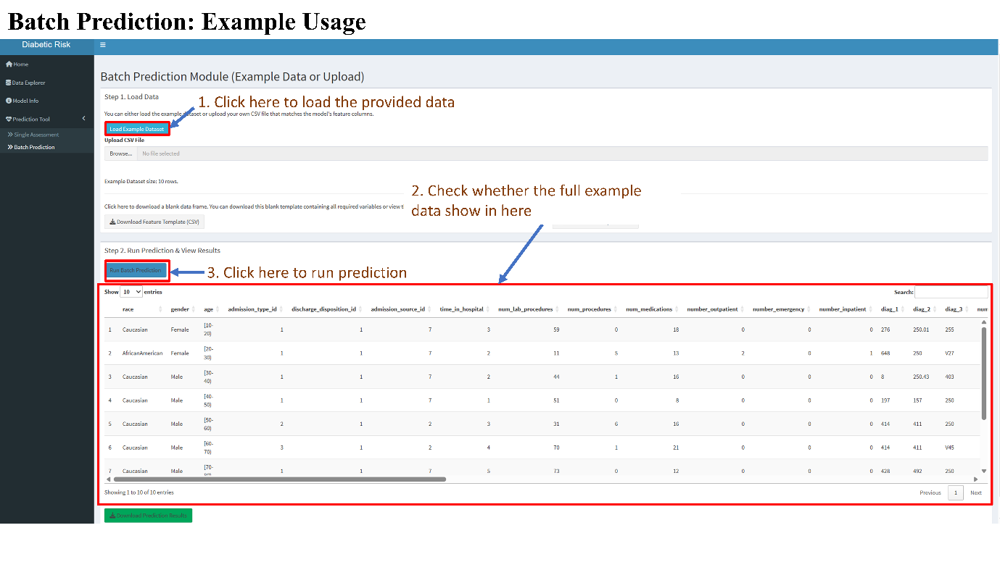 Batch Prediction: Example Usage
Diabetic Risk
Home
Data Explorer
Model Info
Prediction Tool
Single Assessment
Batch Prediction
Batch Prediction Module (Example Data or Upload)
Step 1. Load Data
1. Click here to load the provided data
You can either load the example dataset or upload your own CSV file that matches the model's feature columns.
Load Example Dataset
Upload CSV File
Browse... No file selected
Example Dataset size: 10 rows.
2. Check whether the full example
data show in here
Click here to download a blank data frame. You can download this blank template containing all required variables or view
Download Feature Template (CSV)
Step 2. Run Prediction & View Results
Run Batch Prediction
3. Click here to run prediction
Show 10 entries Search:
race gender age admission_type_id discharge_disposition_id admission_source_id time_in_hospital num_lab_procedures num_procedures num_medications number_outpatient number_emergency number_inpatient diag_1 diag_2 diag_3 num
1 Caucasian Female [10-20) 1 1 7 3 59 0 18 0 0 0 276 250.01 255
2 AfricanAmerican Female [20-30) 1 1 7 2 11 5 13 2 0 1 648 250 V27
3 Caucasian Male [30-40) 1 1 7 2 44 1 16 0 0 0 8 250.43 403
4 Caucasian Male [40-50) 1 1 7 1 51 0 8 0 0 0 197 157 250
5 Caucasian Male [50-60) 2 1 2 3 31 6 16 0 0 0 414 411 250
6 Caucasian Male [60-70) 3 1 2 4 70 1 21 0 0 0 414 411 V45
7 Caucasian Male [70- 1 1 7 5 73 0 12 0 0 0 428 492 250
Showing 1 to 10 of 10 entries
Previous 1 Next
Download Prediction Results